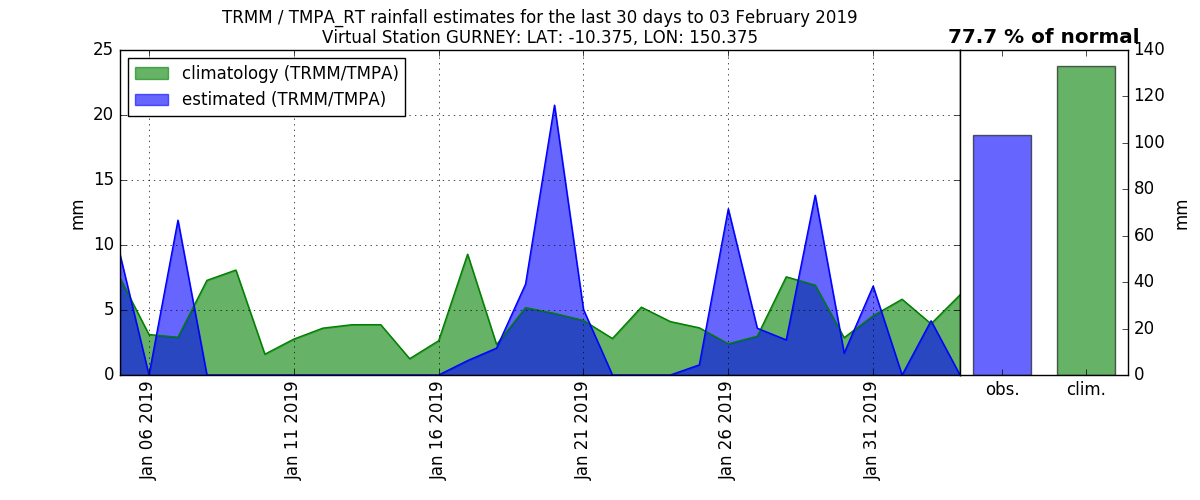 TRMM / TMPA_RT rainfall estimates for the last 30 days to 03 February 2019
Virtual Station GURNEY: LAT: -10.375, LON: 150.375
77.7 % of normal
climatology (TRMM/TMPA)
estimated (TRMM/TMPA)
25
20
15
10
5
0
mm
Jan 06 2019
Jan 11 2019
Jan 16 2019
Jan 21 2019
Jan 26 2019
Jan 31 2019
140
120
100
80
60
40
20
0
mm
obs.
clim.